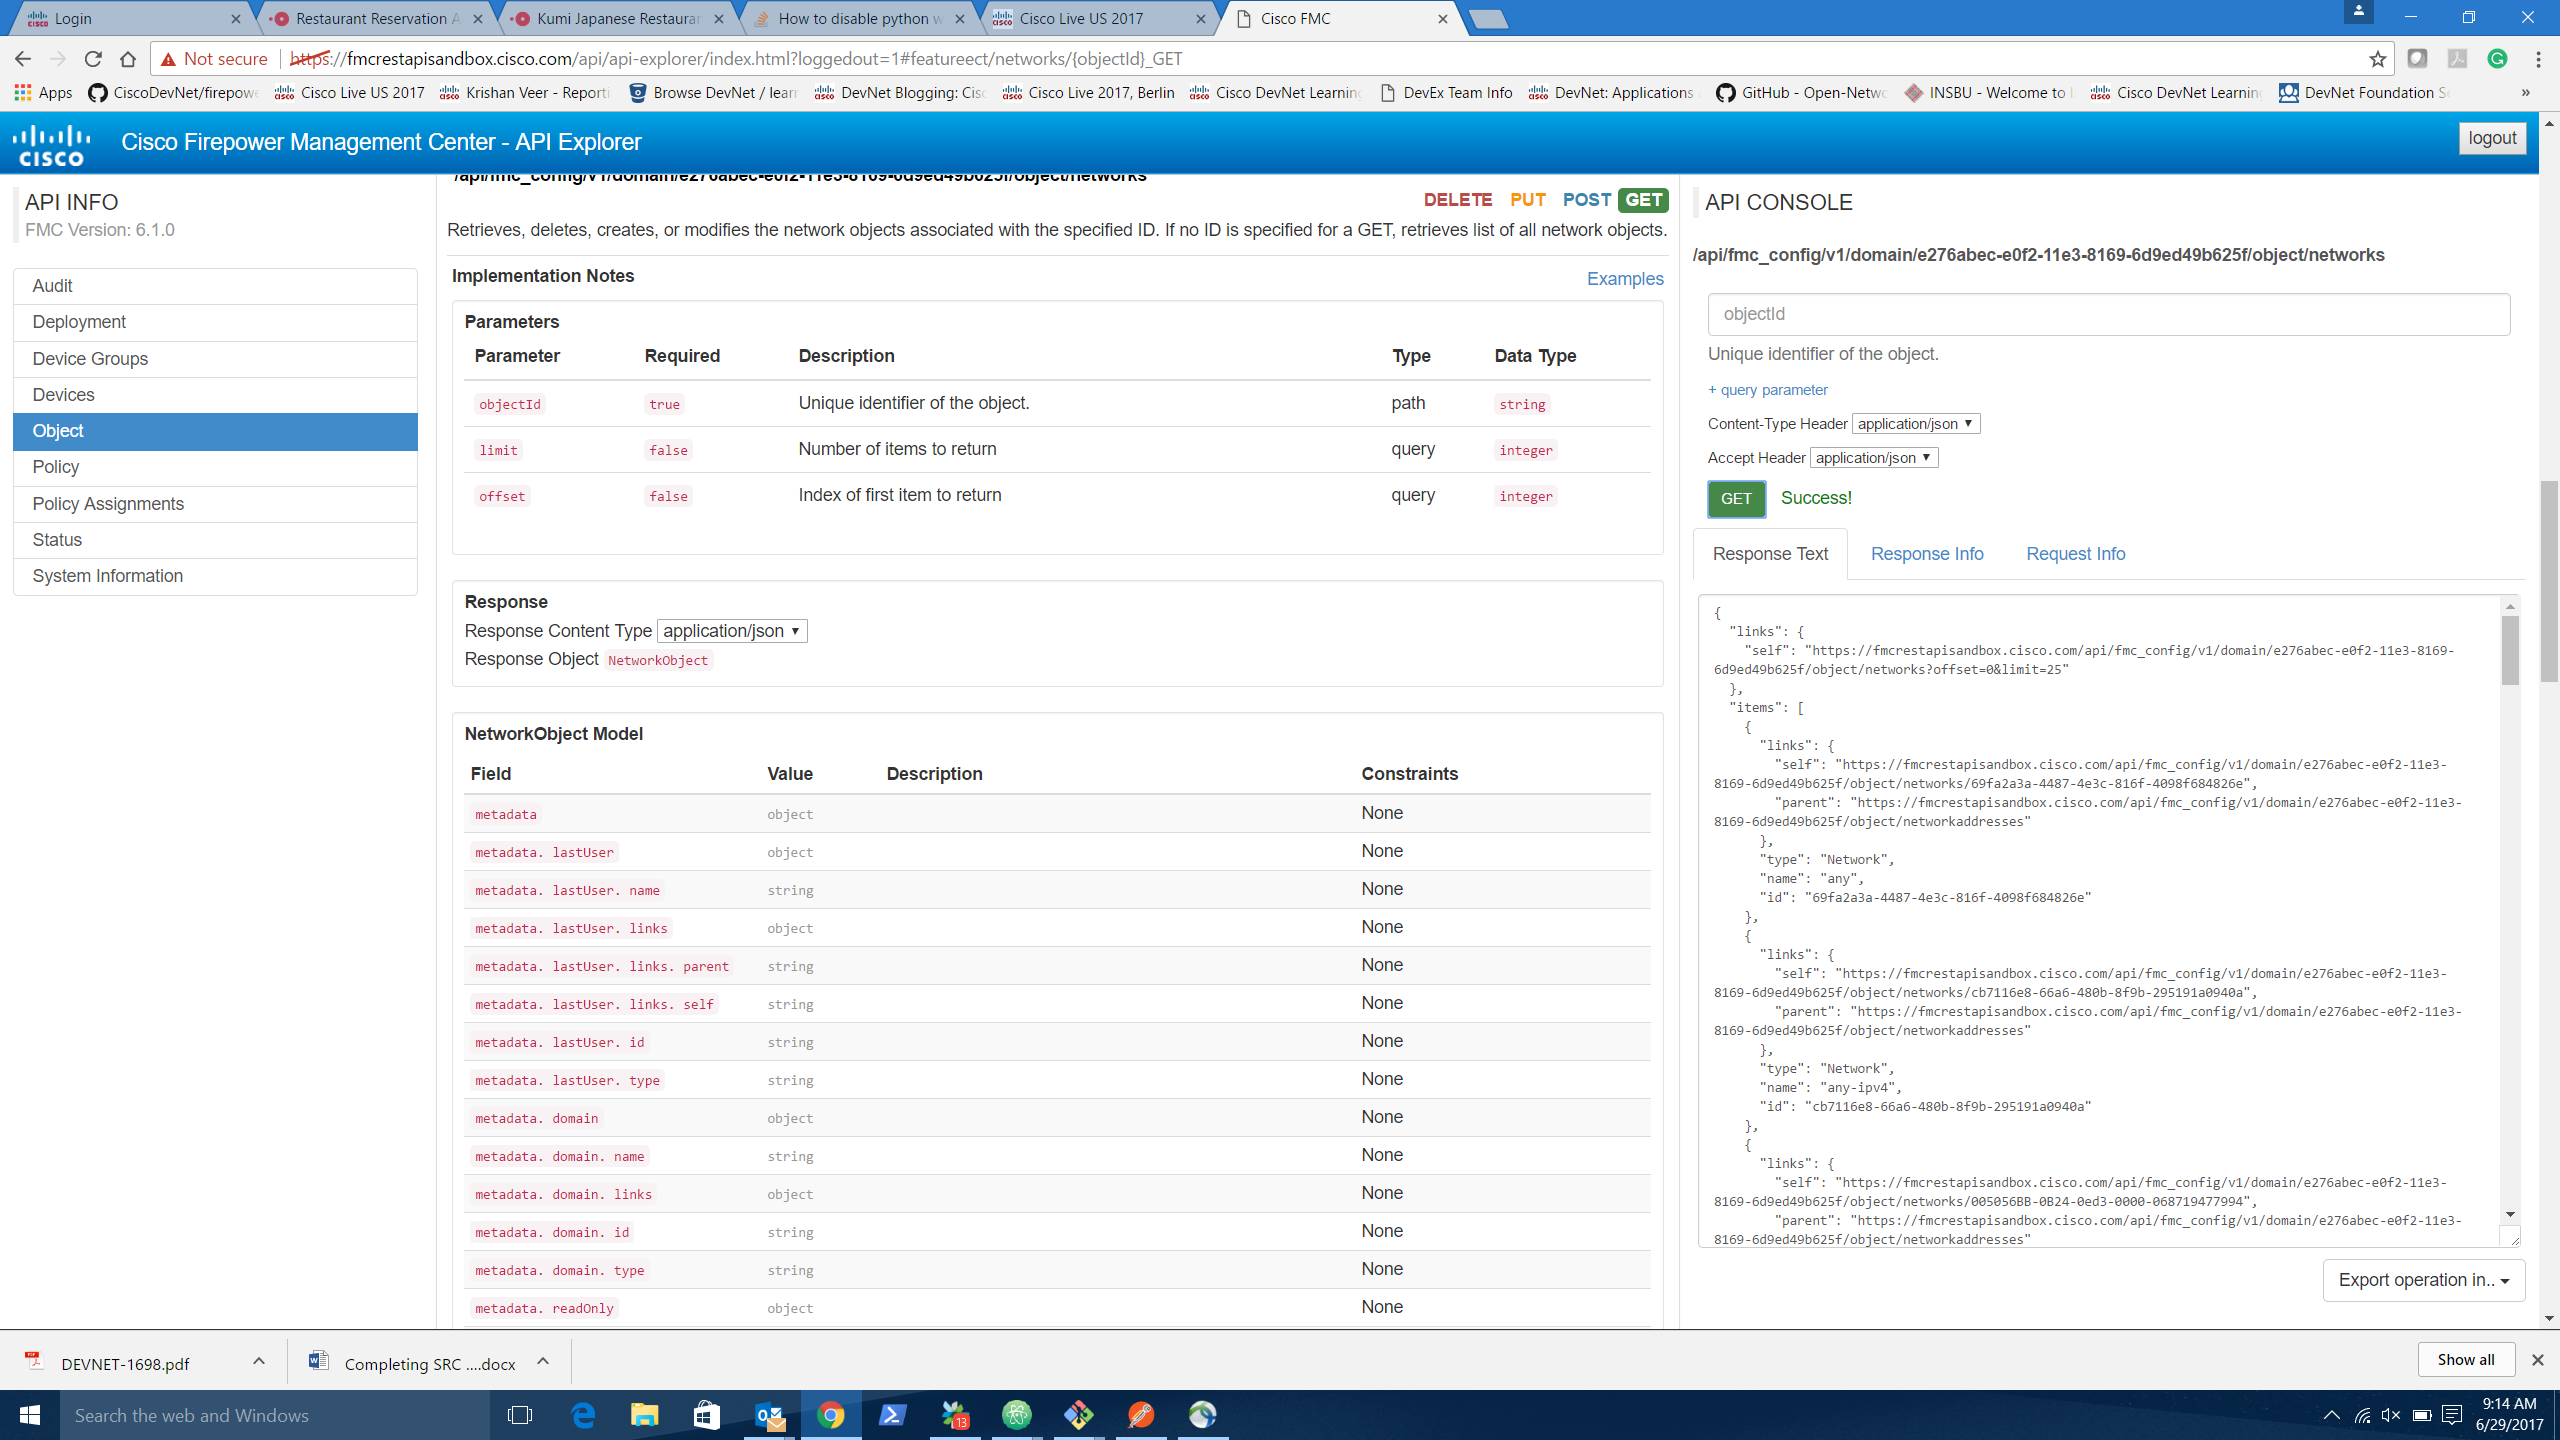 Login
Restaurant Reservation A
Kumi Japanese Restauran
How to disable python w
Cisco Live US 2017
Cisco FMC
Not secure
https://fmcrestapisandbox.cisco.com/api/api-explorer/index.html?loggedout=1#featureect/networks/{objectId}_GET
Apps
CiscoDevNet/firepowe
Cisco Live US 2017
Krishan Veer - Reporti
Browse DevNet / learn
DevNet Blogging: Cisc
Cisco Live 2017, Berlin
Cisco DevNet Learning
DevEx Team Info
DevNet: Applications
GitHub - Open-Netwo
INSBU - Welcome to
Cisco DevNet Learning
DevNet Foundation S
»
CISCO
Cisco Firepower Management Center - API Explorer
logout
API INFO
FMC Version: 6.1.0
Audit
Deployment
Device Groups
Devices
Object
Policy
Policy Assignments
Status
System Information
/api/fmc_config/v1/domain/e276abec-e0f2-11e3-8169-6d9ed49b625f/object/networks
DELETE PUT POST GET
Retrieves, deletes, creates, or modifies the network objects associated with the specified ID. If no ID is specified for a GET, retrieves list of all network objects.
Implementation Notes
Examples
Parameters
Parameter Required Description Type Data Type
objectId true Unique identifier of the object. path string
limit false Number of items to return query integer
offset false Index of first item to return query integer
Response
Response Content Type application/json
Response Object NetworkObject
NetworkObject Model
Field Value Description Constraints
metadata object None
metadata. lastUser object None
metadata. lastUser. name string None
metadata. lastUser. links object None
metadata. lastUser. links. parent string None
metadata. lastUser. links. self string None
metadata. lastUser. id string None
metadata. lastUser. type string None
metadata. domain object None
metadata. domain. name string None
metadata. domain. links object None
metadata. domain. id string None
metadata. domain. type string None
metadata. readOnly object None
API CONSOLE
/api/fmc_config/v1/domain/e276abec-e0f2-11e3-8169-6d9ed49b625f/object/networks
objectId
Unique identifier of the object.
+ query parameter
Content-Type Header application/json
Accept Header application/json
GET Success!
Response Text Response Info Request Info
{
"links": {
"self": "https://fmcrestapisandbox.cisco.com/api/fmc_config/v1/domain/e276abec-e0f2-11e3-8169-
6d9ed49b625f/object/networks?offset=0&limit=25"
},
"items": [
{
"links": {
"self": "https://fmcrestapisandbox.cisco.com/api/fmc_config/v1/domain/e276abec-e0f2-11e3-
8169-6d9ed49b625f/object/networks/69fa2a3a-4487-4e3c-816f-4098f684826e",
"parent": "https://fmcrestapisandbox.cisco.com/api/fmc_config/v1/domain/e276abec-e0f2-11e3-
8169-6d9ed49b625f/object/networkaddresses"
},
"type": "Network",
"name": "any",
"id": "69fa2a3a-4487-4e3c-816f-4098f684826e"
},
{
"links": {
"self": "https://fmcrestapisandbox.cisco.com/api/fmc_config/v1/domain/e276abec-e0f2-11e3-
8169-6d9ed49b625f/object/networks/cb7116e8-66a6-480b-8f9b-295191a0940a",
"parent": "https://fmcrestapisandbox.cisco.com/api/fmc_config/v1/domain/e276abec-e0f2-11e3-
8169-6d9ed49b625f/object/networkaddresses"
},
"type": "Network",
"name": "any-ipv4",
"id": "cb7116e8-66a6-480b-8f9b-295191a0940a"
},
{
"links": {
"self": "https://fmcrestapisandbox.cisco.com/api/fmc_config/v1/domain/e276abec-e0f2-11e3-
8169-6d9ed49b625f/object/networks/005056BB-0B24-0ed3-0000-068719477994",
"parent": "https://fmcrestapisandbox.cisco.com/api/fmc_config/v1/domain/e276abec-e0f2-11e3-
8169-6d9ed49b625f/object/networkaddresses"
Export operation in..
DEVNET-1698.pdf
Completing SRC ....docx
Show all
Search the web and Windows
13
9:14 AM
6/29/2017